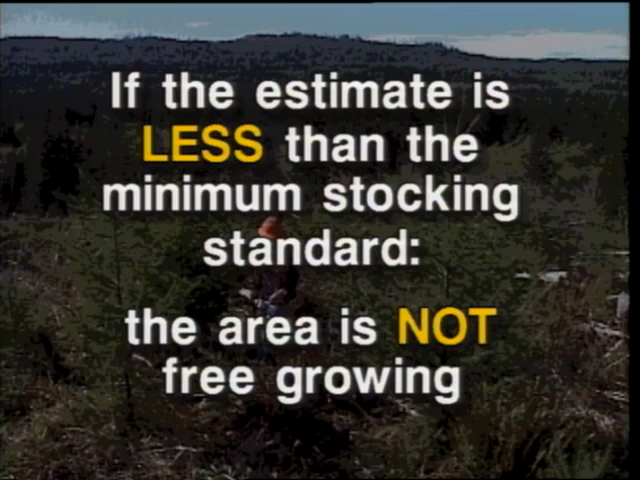 If the estimate is
LESS than the
minimum stocking
standard:
the area is NOT
free growing